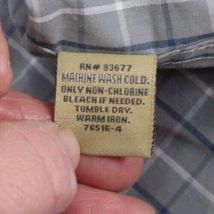 RN# 93677
MACHINE WASH COLD.
ONLY NON-CHLORINE
BLEACH IF NEEDED.
TUMBLE DRY.
WARM IRON.
76516-4